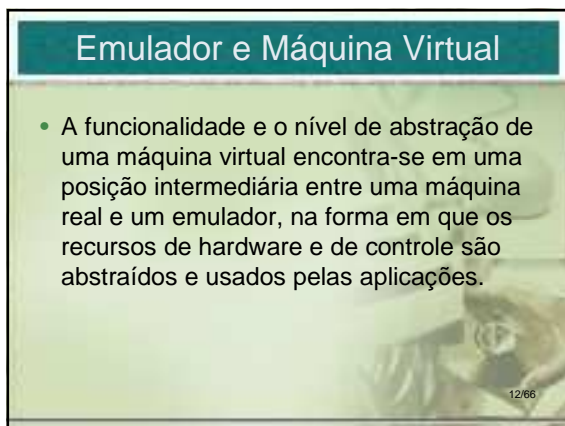 Emulador e Máquina Virtual
• A funcionalidade e o nível de abstração de
uma máquina virtual encontra-se em uma
posição intermediária entre uma máquina
real e um emulador, na forma em que os
recursos de hardware e de controle são
abstraídos e usados pelas aplicações.
12/66